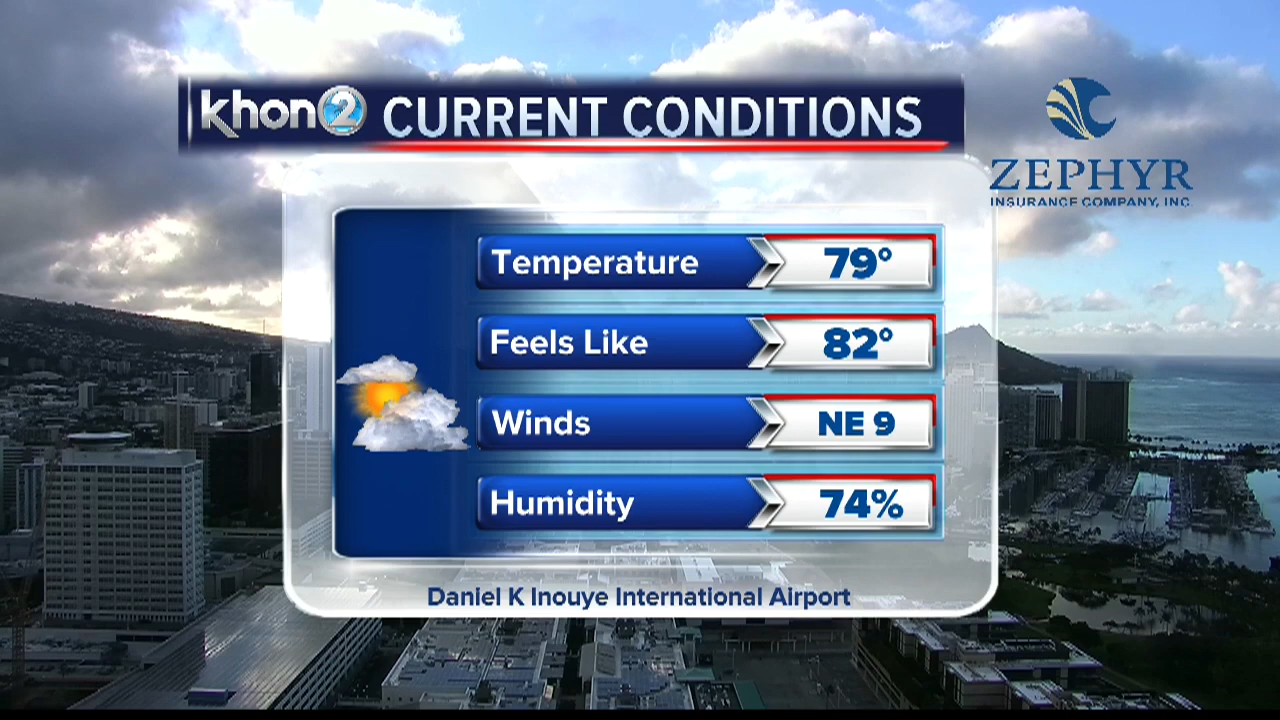 khon2 CURRENT CONDITIONS
ZEPHYR
INSURANCE COMPANY, INC.
Temperature 79°
Feels Like 82°
Winds NE 9
Humidity 74%
Daniel K Inouye International Airport